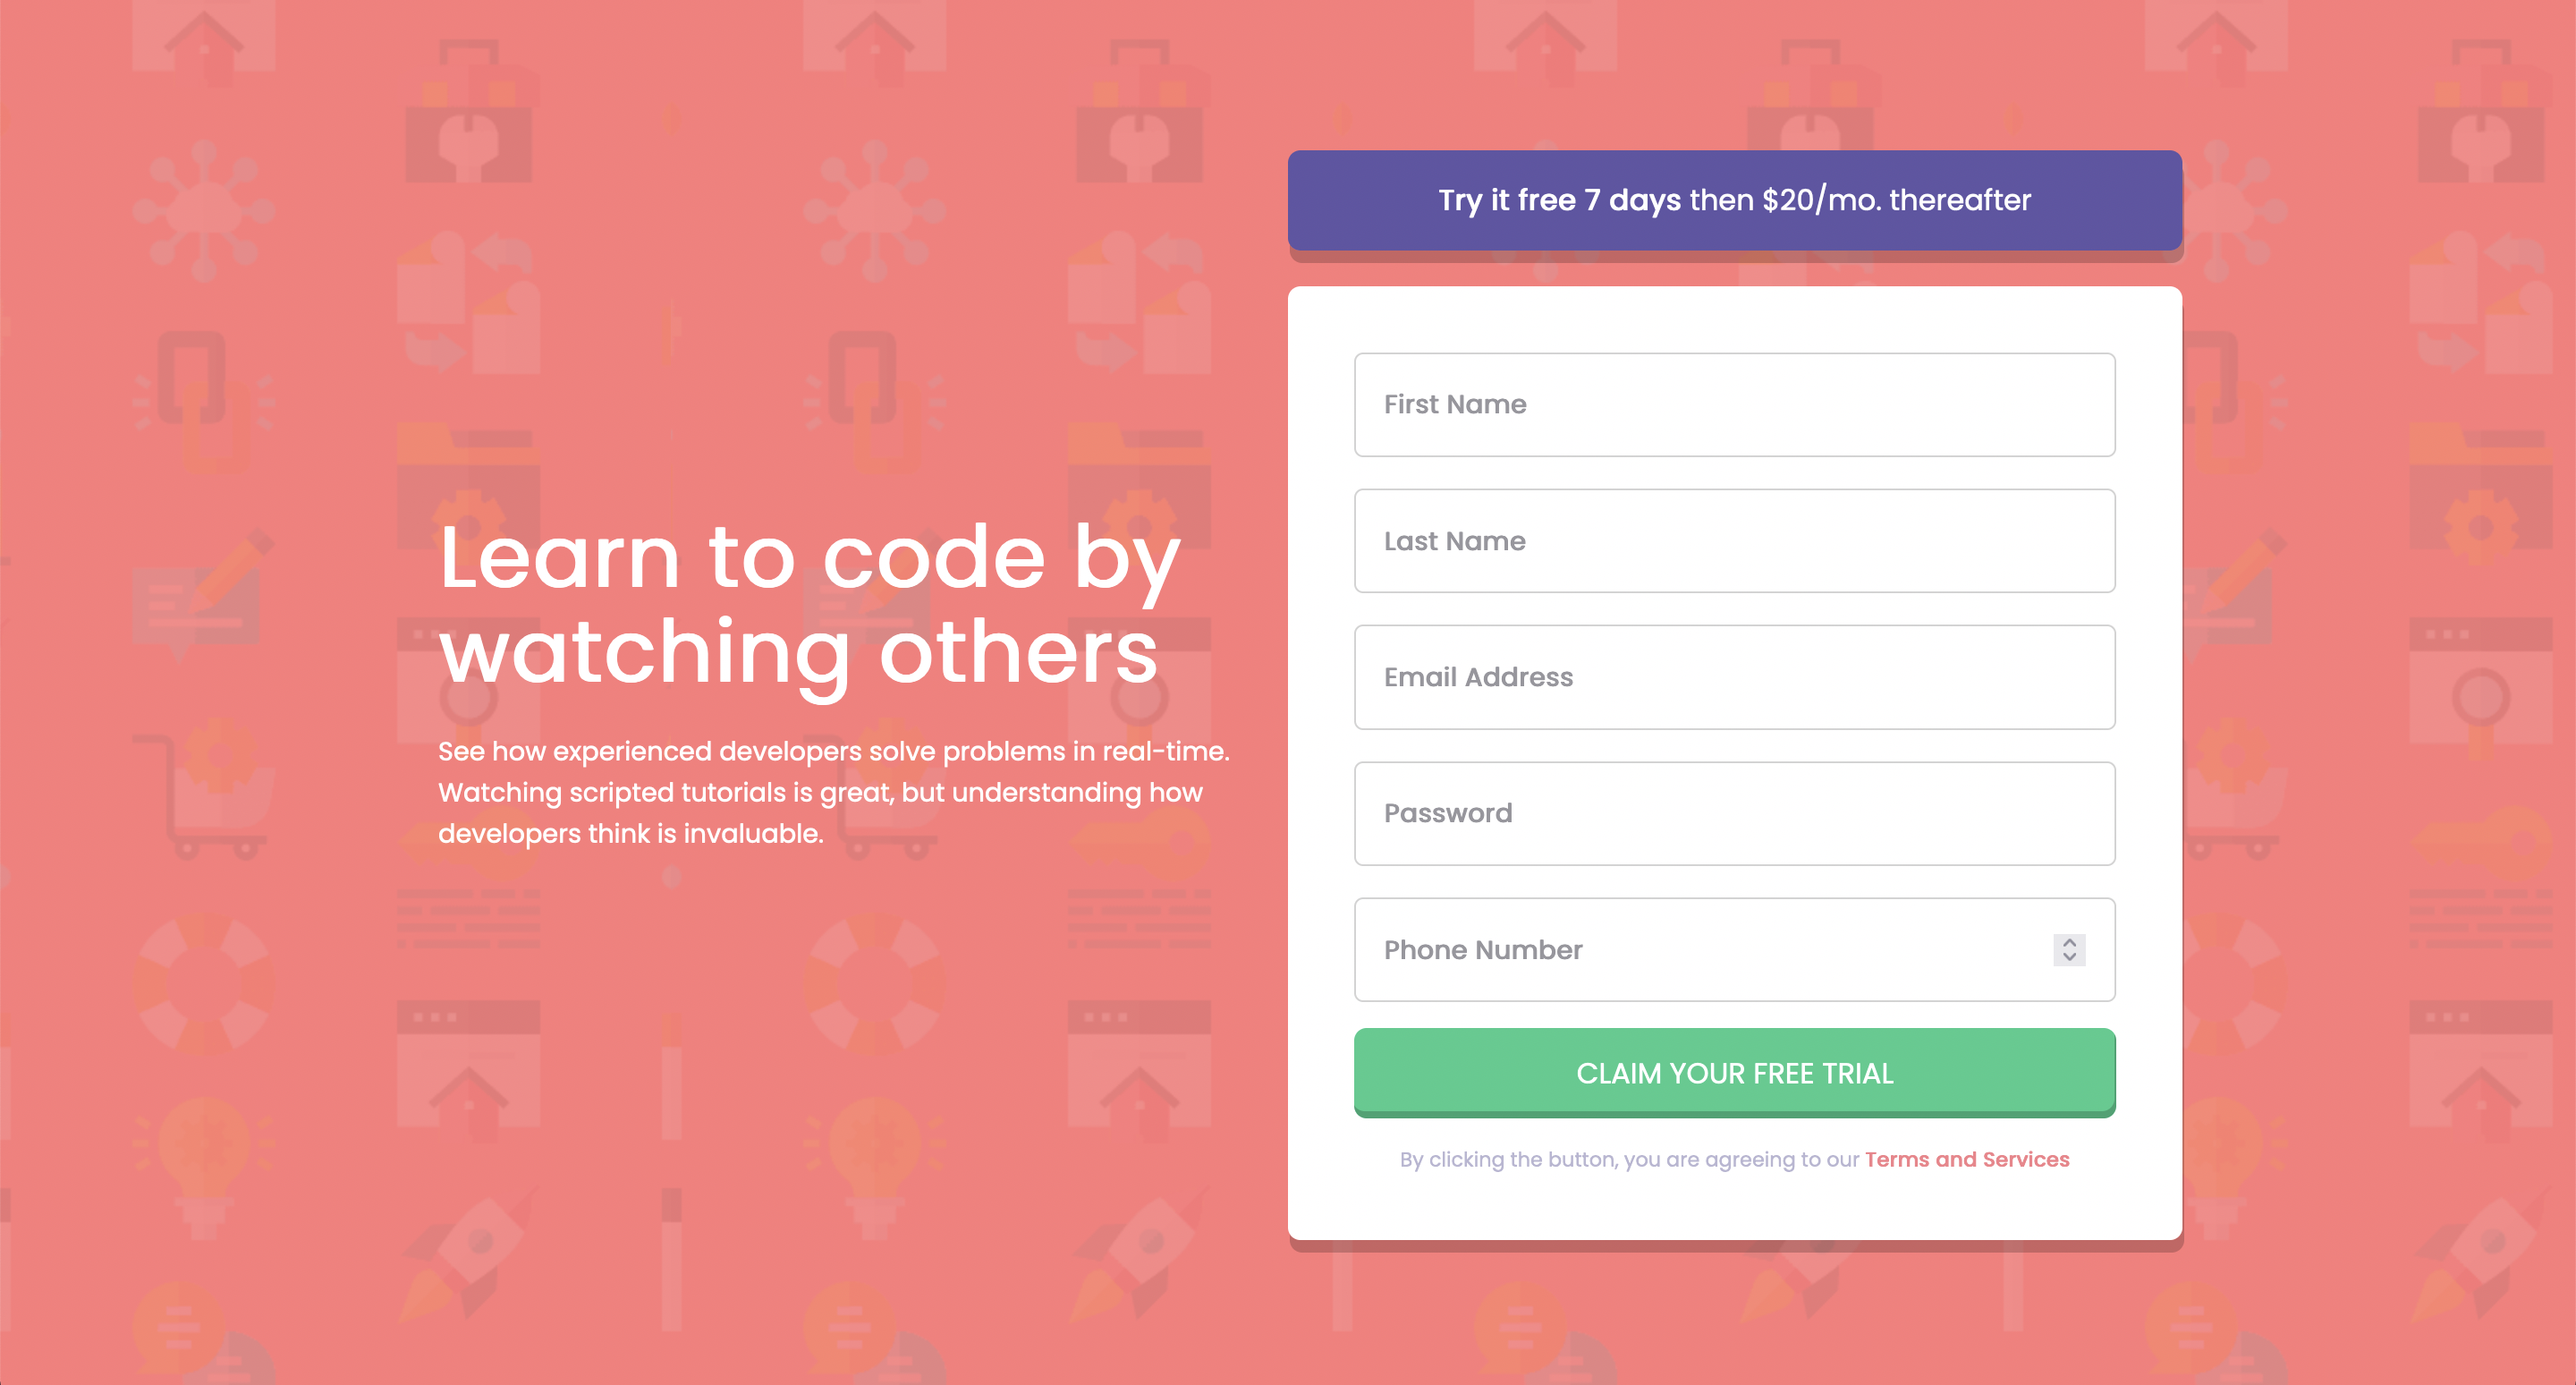 Learn to code by
watching others
See how experienced developers solve problems in real-time.
Watching scripted tutorials is great, but understanding how
developers think is invaluable.
Try it free 7 days then $20/mo. thereafter
First Name
Last Name
Email Address
Password
Phone Number
CLAIM YOUR FREE TRIAL
By clicking the button, you are agreeing to our Terms and Services